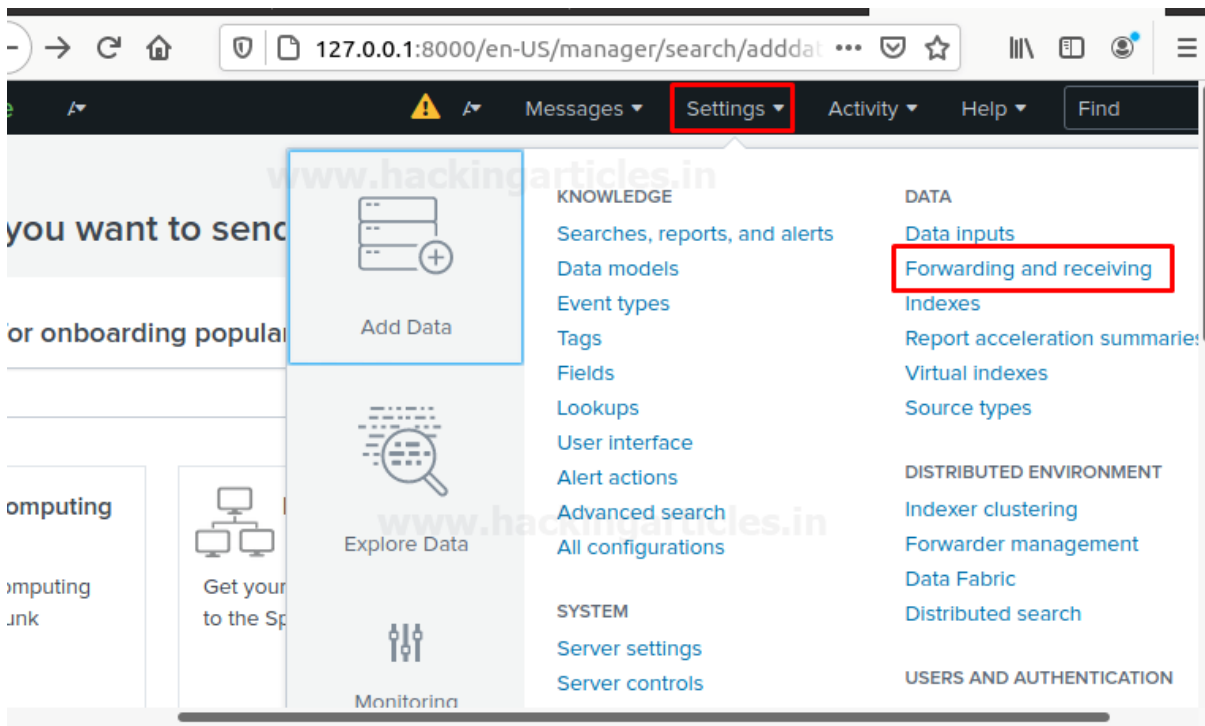 127.0.0.1:8000/en-US/manager/search/adddat
Messages
Settings
Activity
Help
Find
www.hackingarticles.in
you want to send
for onboarding popular
omputing
omputing
unk
Get your
to the Sp
Add Data
Explore Data
Monitoring
KNOWLEDGE
Searches, reports, and alerts
Data models
Event types
Tags
Fields
Lookups
User interface
Alert actions
Advanced search
All configurations
www.hackingarticles.in
SYSTEM
Server settings
Server controls
DATA
Data inputs
Forwarding and receiving
Indexes
Report acceleration summaries
Virtual indexes
Source types
DISTRIBUTED ENVIRONMENT
Indexer clustering
Forwarder management
Data Fabric
Distributed search
USERS AND AUTHENTICATION